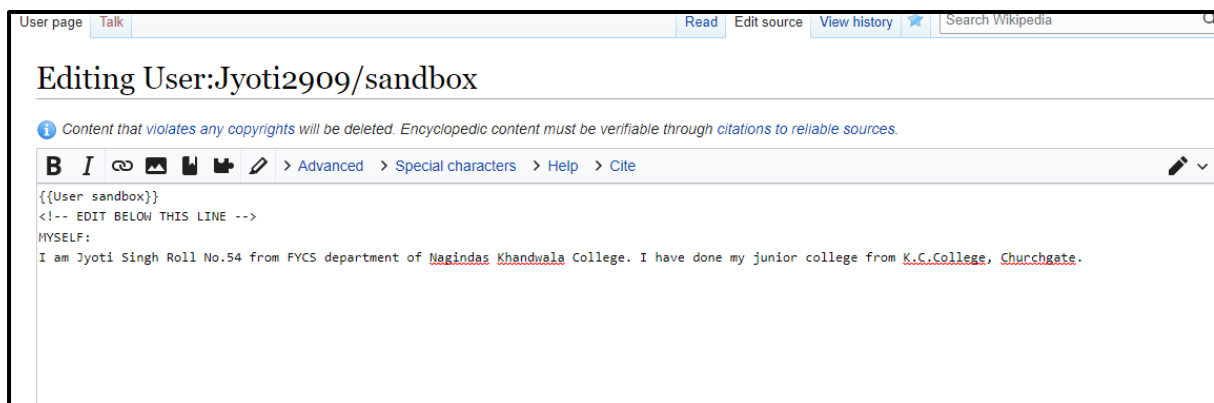 User page Talk Read Edit source View history Search Wikipedia
Editing User:Jyoti2909/sandbox
Content that violates any copyrights will be deleted. Encyclopedic content must be verifiable through citations to reliable sources.
B I > Advanced > Special characters > Help > Cite
{{User sandbox}}
<!-- EDIT BELOW THIS LINE -->
MYSELF:
I am Jyoti Singh Roll No.54 from FYCS department of Nagindas Khandwala College. I have done my junior college from K.C.College, Churchgate.